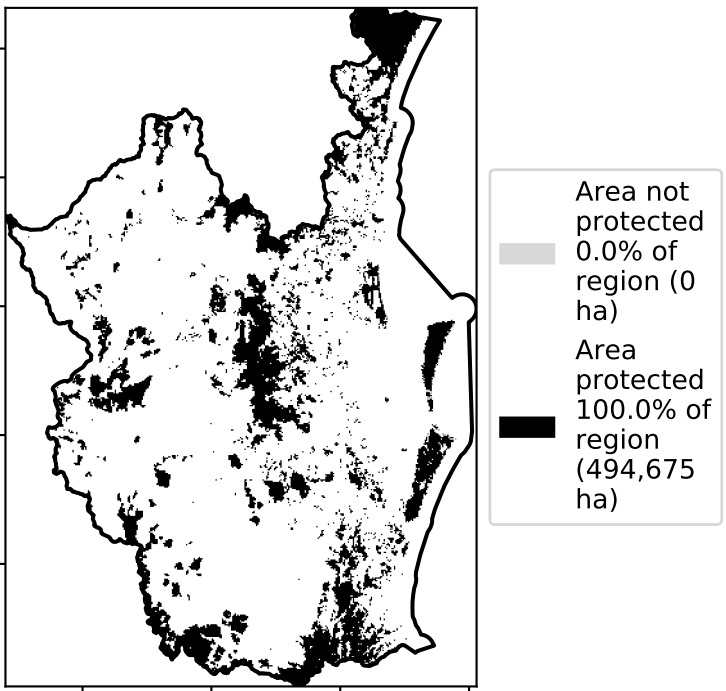 Area not
protected
0.0% of
region (0
ha)
Area
protected
100.0% of
region
(494,675
ha)